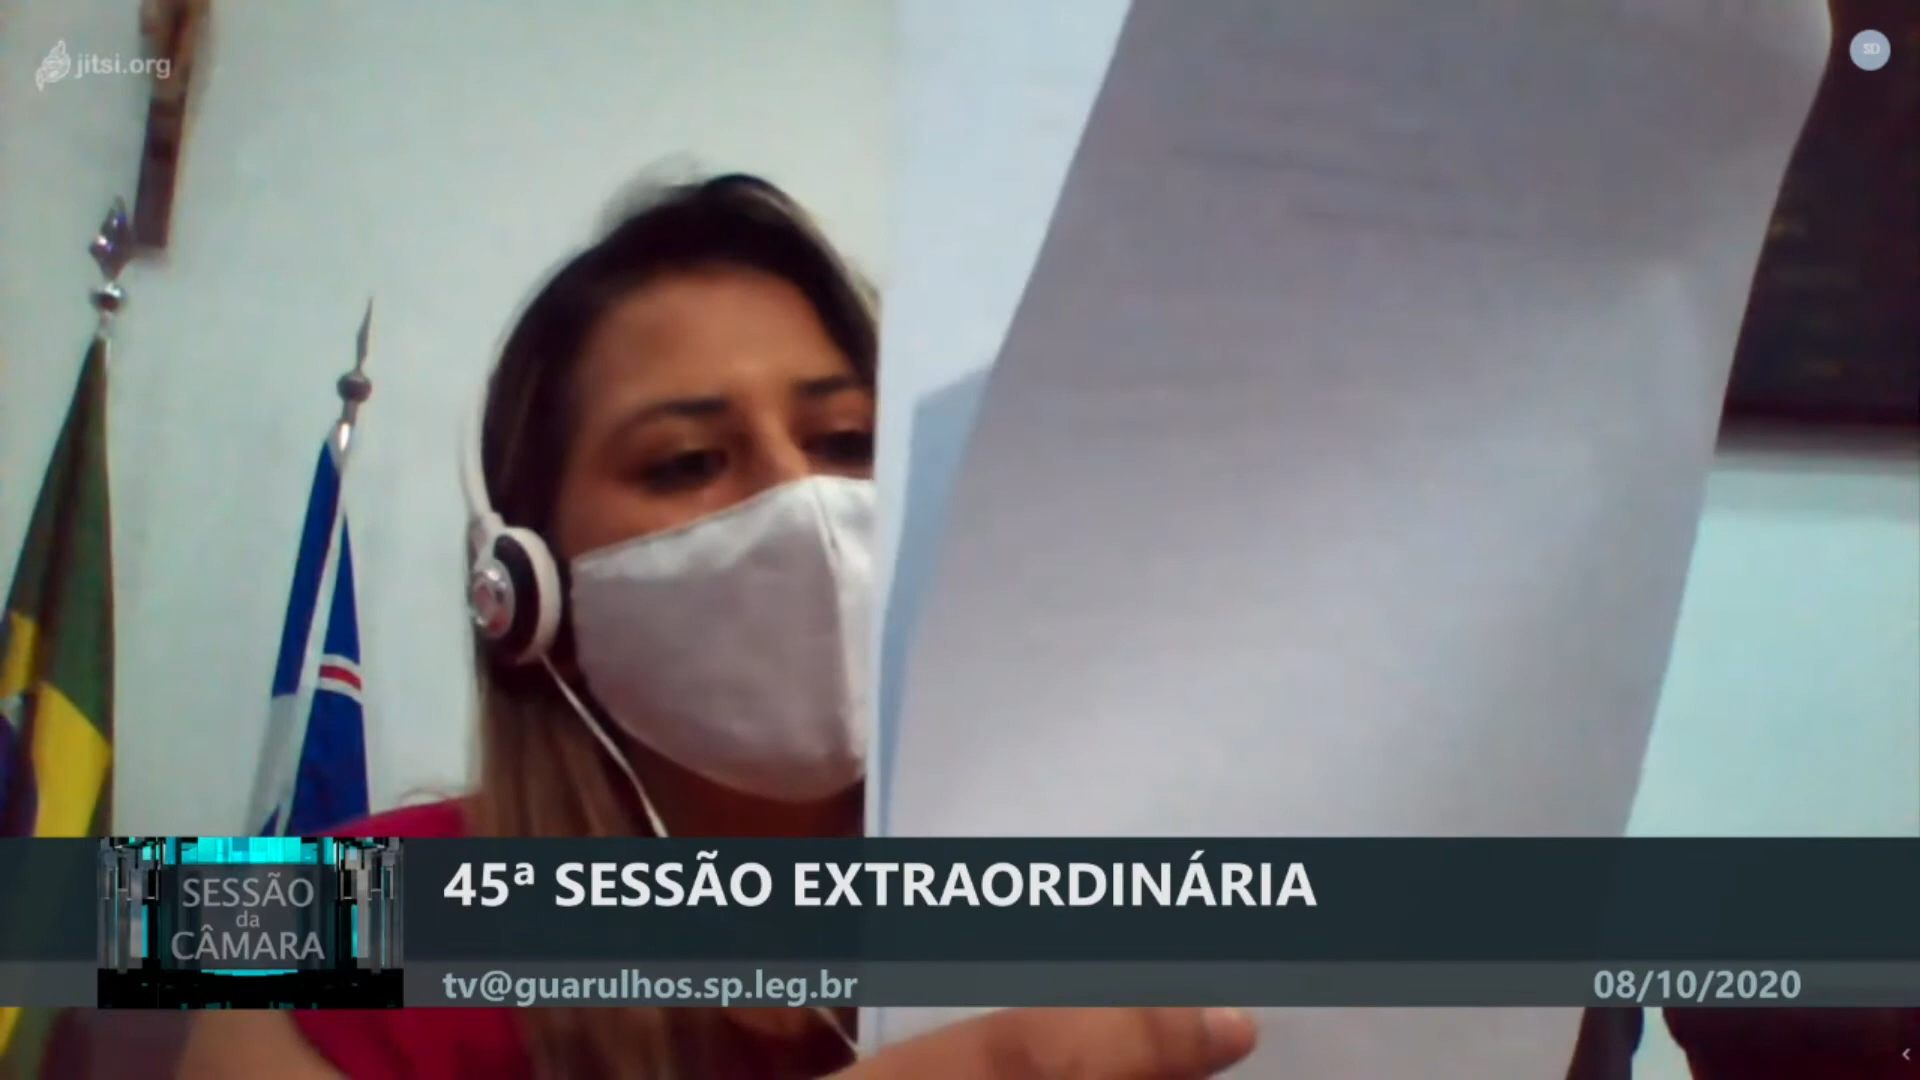 jitsi.org
SD
SESSÃO
da
CÂMARA
45ª SESSÃO EXTRAORDINÁRIA
tv@guarulhos.sp.leg.br
08/10/2020